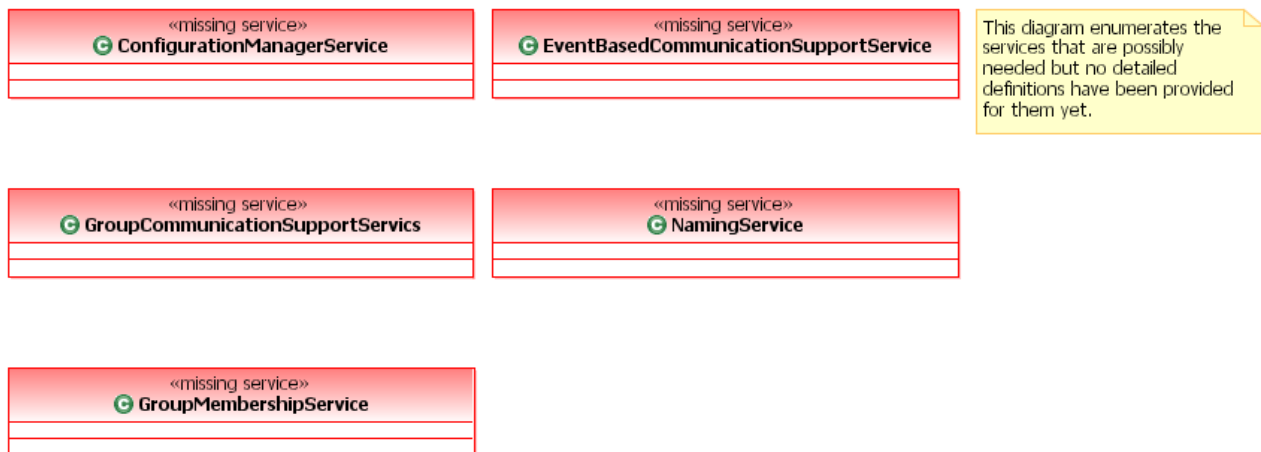 «missing service»
C ConfigurationManagerService
«missing service»
C EventBasedCommunicationSupportService
This diagram enumerates the
services that are possibly
needed but no detailed
definitions have been provided
for them yet.
«missing service»
C GroupCommunicationSupportServics
«missing service»
C NamingService
«missing service»
C GroupMembershipService